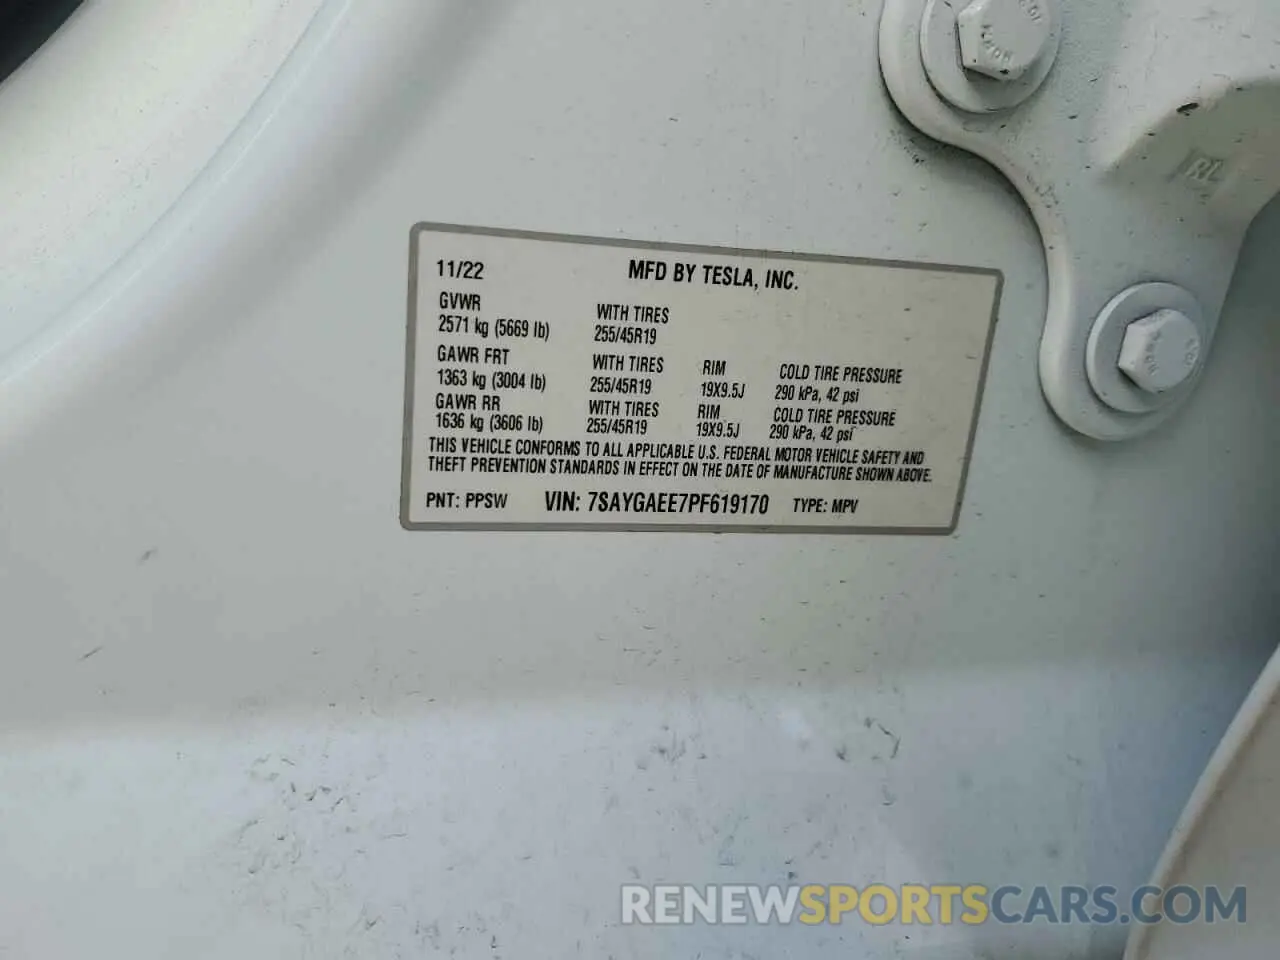 11/22 MFD BY TESLA, INC.
GVWR WITH TIRES
2571 kg (5669 lb) 255/45R19
GAWR FRT WITH TIRES RIM COLD TIRE PRESSURE
1363 kg (3004 lb) 255/45R19 19X9.5J 290 kPa, 42 psi
GAWR RR WITH TIRES RIM COLD TIRE PRESSURE
1636 kg (3606 lb) 255/45R19 19X9.5J 290 kPa, 42 psi
THIS VEHICLE CONFORMS TO ALL APPLICABLE U.S. FEDERAL MOTOR VEHICLE SAFETY AND
THEFT PREVENTION STANDARDS IN EFFECT ON THE DATE OF MANUFACTURE SHOWN ABOVE.
PNT: PPSW VIN: 7SAYGAEE7PF619170 TYPE: MPV
RL
RENEWSPORTSCARS.COM